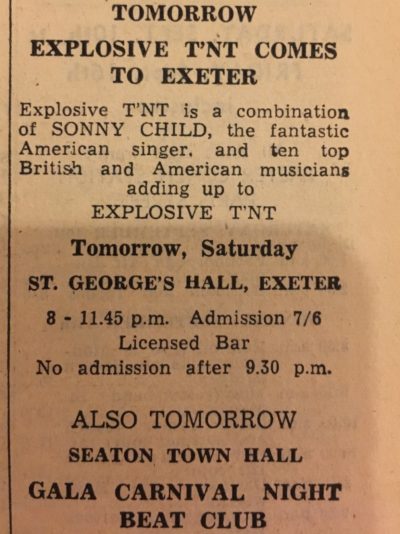 TOMORROW
EXPLOSIVE T'NT COMES
TO EXETER
Explosive T'NT is a combination
of SONNY CHILD, the fantastic
American singer, and ten top
British and American musicians
adding up to
EXPLOSIVE T'NT
Tomorrow, Saturday
ST. GEORGE'S HALL, EXETER
8 - 11.45 p.m. Admission 7/6
Licensed Bar
No admission after 9.30 p.m.
ALSO TOMORROW
SEATON TOWN HALL
GALA CARNIVAL NIGHT
BEAT CLUB